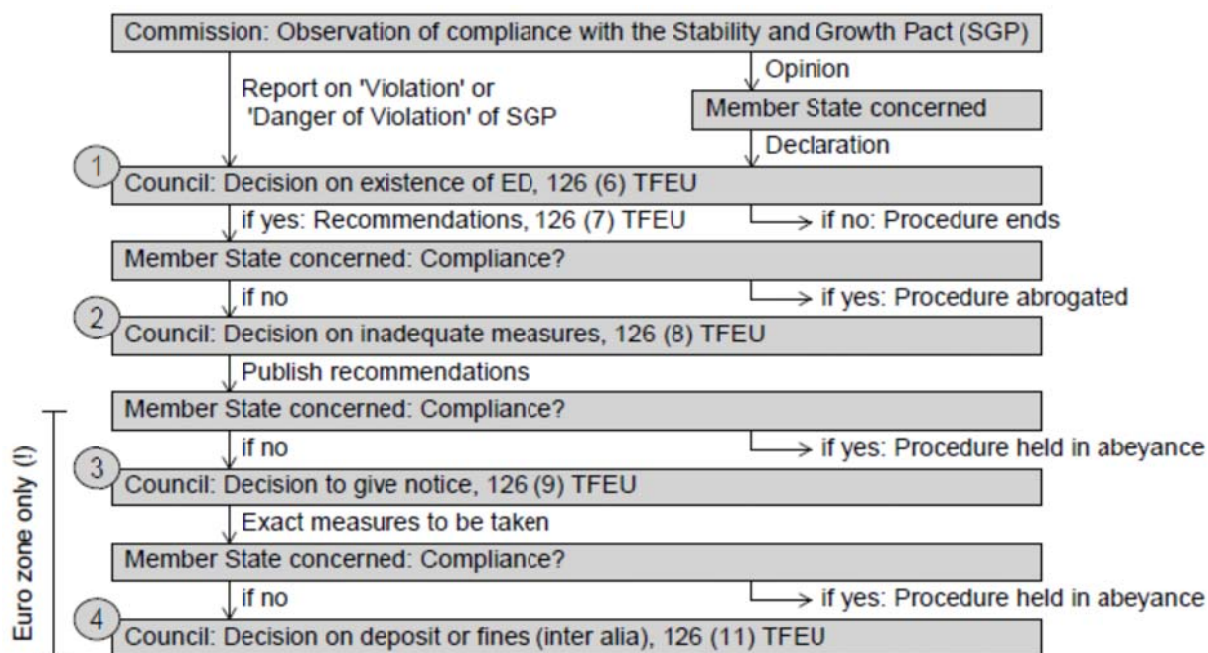 Commission: Observation of compliance with the Stability and Growth Pact (SGP)
Report on 'Violation' or
'Danger of Violation' of SGP
Opinion
Member State concerned
Declaration
1
Council: Decision on existence of ED, 126 (6) TFEU
if yes: Recommendations, 126 (7) TFEU
if no: Procedure ends
Member State concerned: Compliance?
if no
if yes: Procedure abrogated
2
Council: Decision on inadequate measures, 126 (8) TFEU
Publish recommendations
Member State concerned: Compliance?
if no
if yes: Procedure held in abeyance
3
Council: Decision to give notice, 126 (9) TFEU
Exact measures to be taken
Member State concerned: Compliance?
if no
if yes: Procedure held in abeyance
4
Council: Decision on deposit or fines (inter alia), 126 (11) TFEU
Euro zone only (!)